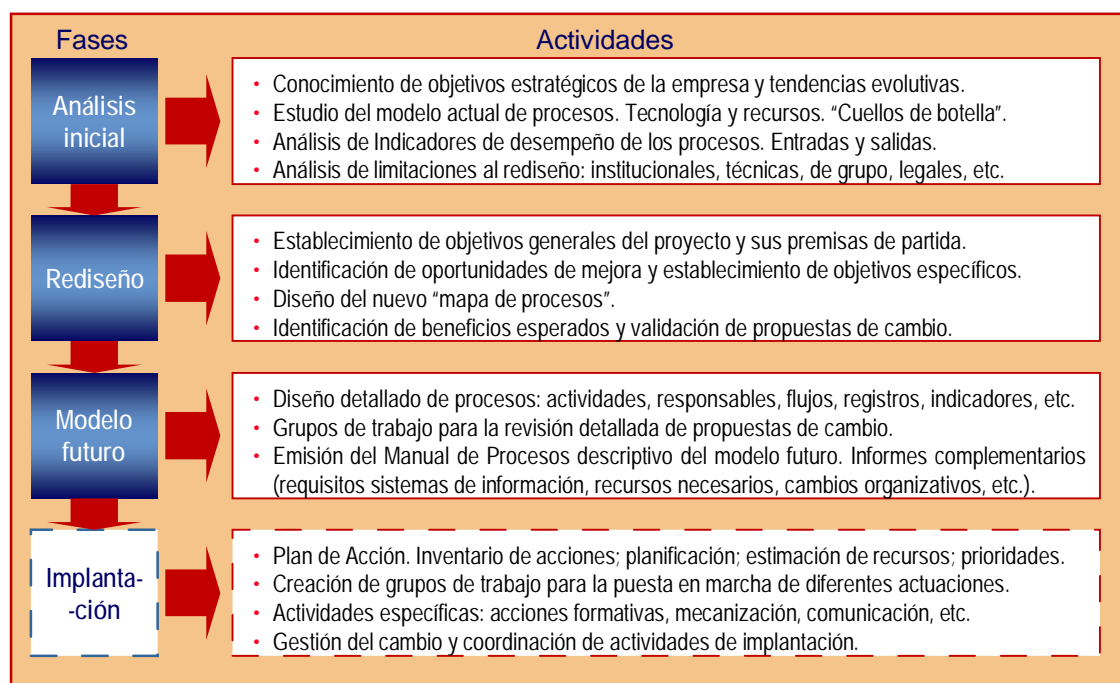 Fases
Actividades
Análisis
inicial
• Conocimiento de objetivos estratégicos de la empresa y tendencias evolutivas.
• Estudio del modelo actual de procesos. Tecnología y recursos. “Cuellos de botella”.
• Análisis de Indicadores de desempeño de los procesos. Entradas y salidas.
• Análisis de limitaciones al rediseño: institucionales, técnicas, de grupo, legales, etc.
Rediseño
• Establecimiento de objetivos generales del proyecto y sus premisas de partida.
• Identificación de oportunidades de mejora y establecimiento de objetivos específicos.
• Diseño del nuevo “mapa de procesos”.
• Identificación de beneficios esperados y validación de propuestas de cambio.
Modelo
futuro
• Diseño detallado de procesos: actividades, responsables, flujos, registros, indicadores, etc.
• Grupos de trabajo para la revisión detallada de propuestas de cambio.
• Emisión del Manual de Procesos descriptivo del modelo futuro. Informes complementarios
(requisitos sistemas de información, recursos necesarios, cambios organizativos, etc.).
Implanta-
-ción
• Plan de Acción. Inventario de acciones; planificación; estimación de recursos; prioridades.
• Creación de grupos de trabajo para la puesta en marcha de diferentes actuaciones.
• Actividades específicas: acciones formativas, mecanización, comunicación, etc.
• Gestión del cambio y coordinación de actividades de implantación.